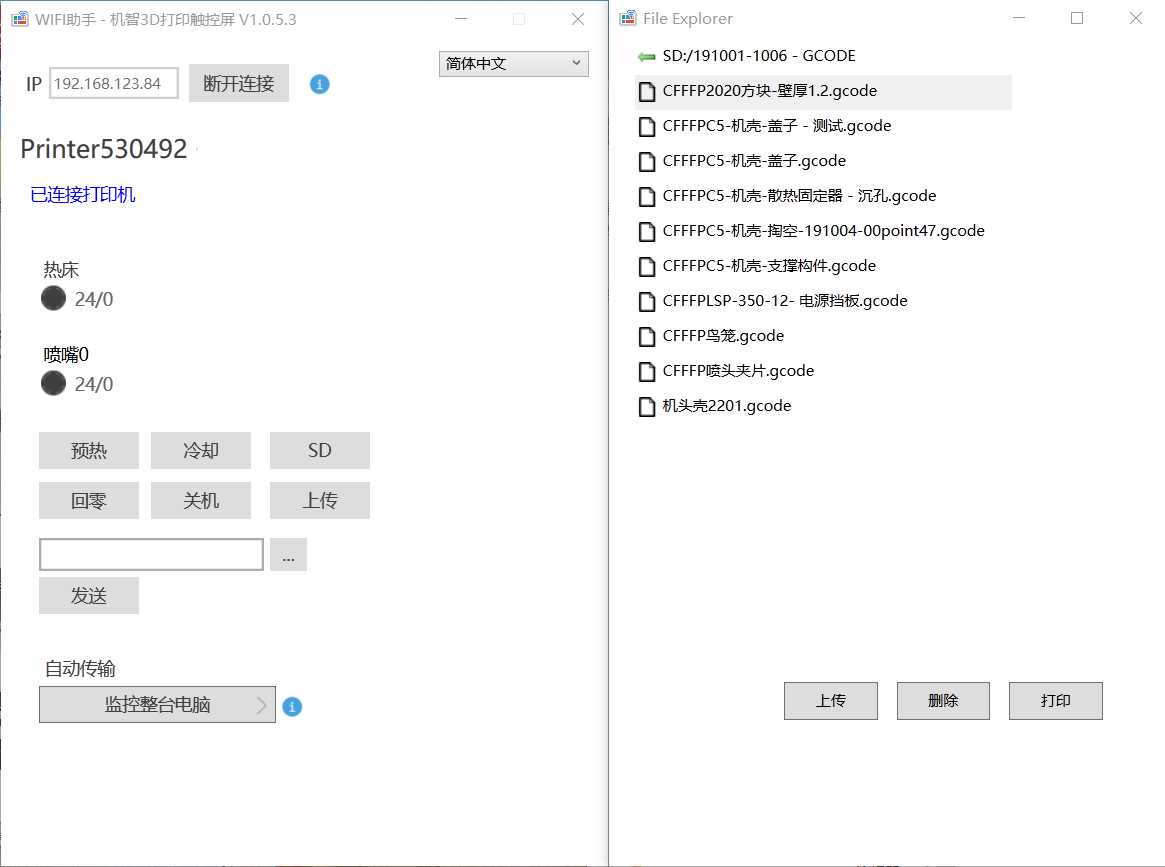 WIFI助手 - 机智3D打印触控屏 V1.0.5.3
简体中文
IP 192.168.123.84 断开连接
Printer530492
已连接打印机
热床
24/0
喷嘴0
24/0
预热 冷却 SD
回零 关机 上传
...
发送
自动传输
监控整台电脑
File Explorer
SD:/191001-1006 - GCODE
CFFFP2020方块-壁厚1.2.gcode
CFFFPC5-机壳-盖子 - 测试.gcode
CFFFPC5-机壳-盖子.gcode
CFFFPC5-机壳-散热固定器 - 沉孔.gcode
CFFFPC5-机壳-掏空-191004-00point47.gcode
CFFFPC5-机壳-支撑构件.gcode
CFFFPLSP-350-12- 电源挡板.gcode
CFFFP鸟笼.gcode
CFFFP喷头夹片.gcode
机头壳2201.gcode
上传 删除 打印